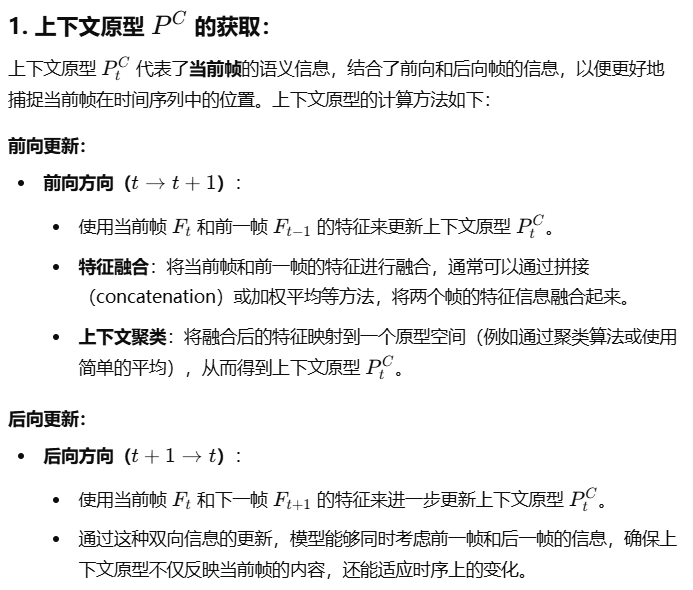 1. 上下文原型 $P^C$ 的获取：
上下文原型 $P_t^C$ 代表了当前帧的语义信息，结合了前向和后向帧的信息，以便更好地
捕捉当前帧在时间序列中的位置。上下文原型的计算方法如下：
前向更新：
• 前向方向（$t \to t+1$）：
• 使用当前帧 $F_t$ 和前一帧 $F_{t-1}$ 的特征来更新上下文原型 $P_t^C$。
• 特征融合：将当前帧和前一帧的特征进行融合，通常可以通过拼接
（concatenation）或加权平均等方法，将两个帧的特征信息融合起来。
• 上下文聚类：将融合后的特征映射到一个原型空间（例如通过聚类算法或使用
简单的平均），从而得到上下文原型 $P_t^C$。
后向更新：
• 后向方向（$t+1 \to t$）：
• 使用当前帧 $F_t$ 和下一帧 $F_{t+1}$ 的特征来进一步更新上下文原型 $P_t^C$。
• 通过这种双向信息的更新，模型能够同时考虑前一帧和后一帧的信息，确保上
下文原型不仅反映当前帧的内容，还能适应时序上的变化。